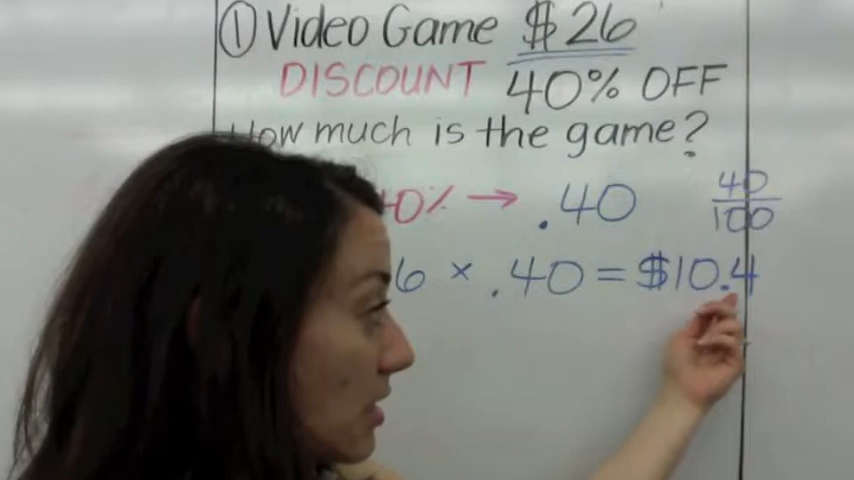 ① Video Game $26
DISCOUNT 40% OFF
How much is the game?
40% → .40 40/100
6 × .40 = $10.4